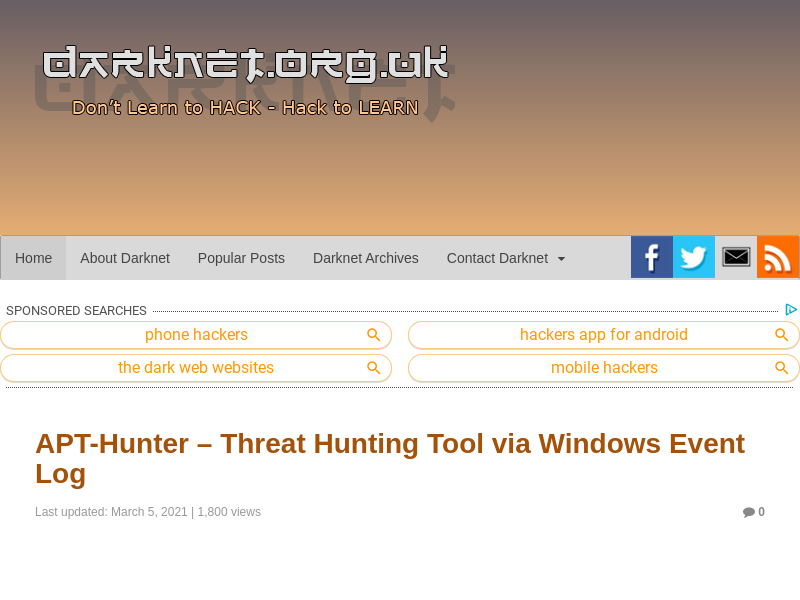 darknet.org.uk
Don't Learn to HACK - Hack to LEARN
Home About Darknet Popular Posts Darknet Archives Contact Darknet
SPONSORED SEARCHES
phone hackers hackers app for android
the dark web websites mobile hackers
APT-Hunter – Threat Hunting Tool via Windows Event
Log
Last updated: March 5, 2021 | 1,800 views 0